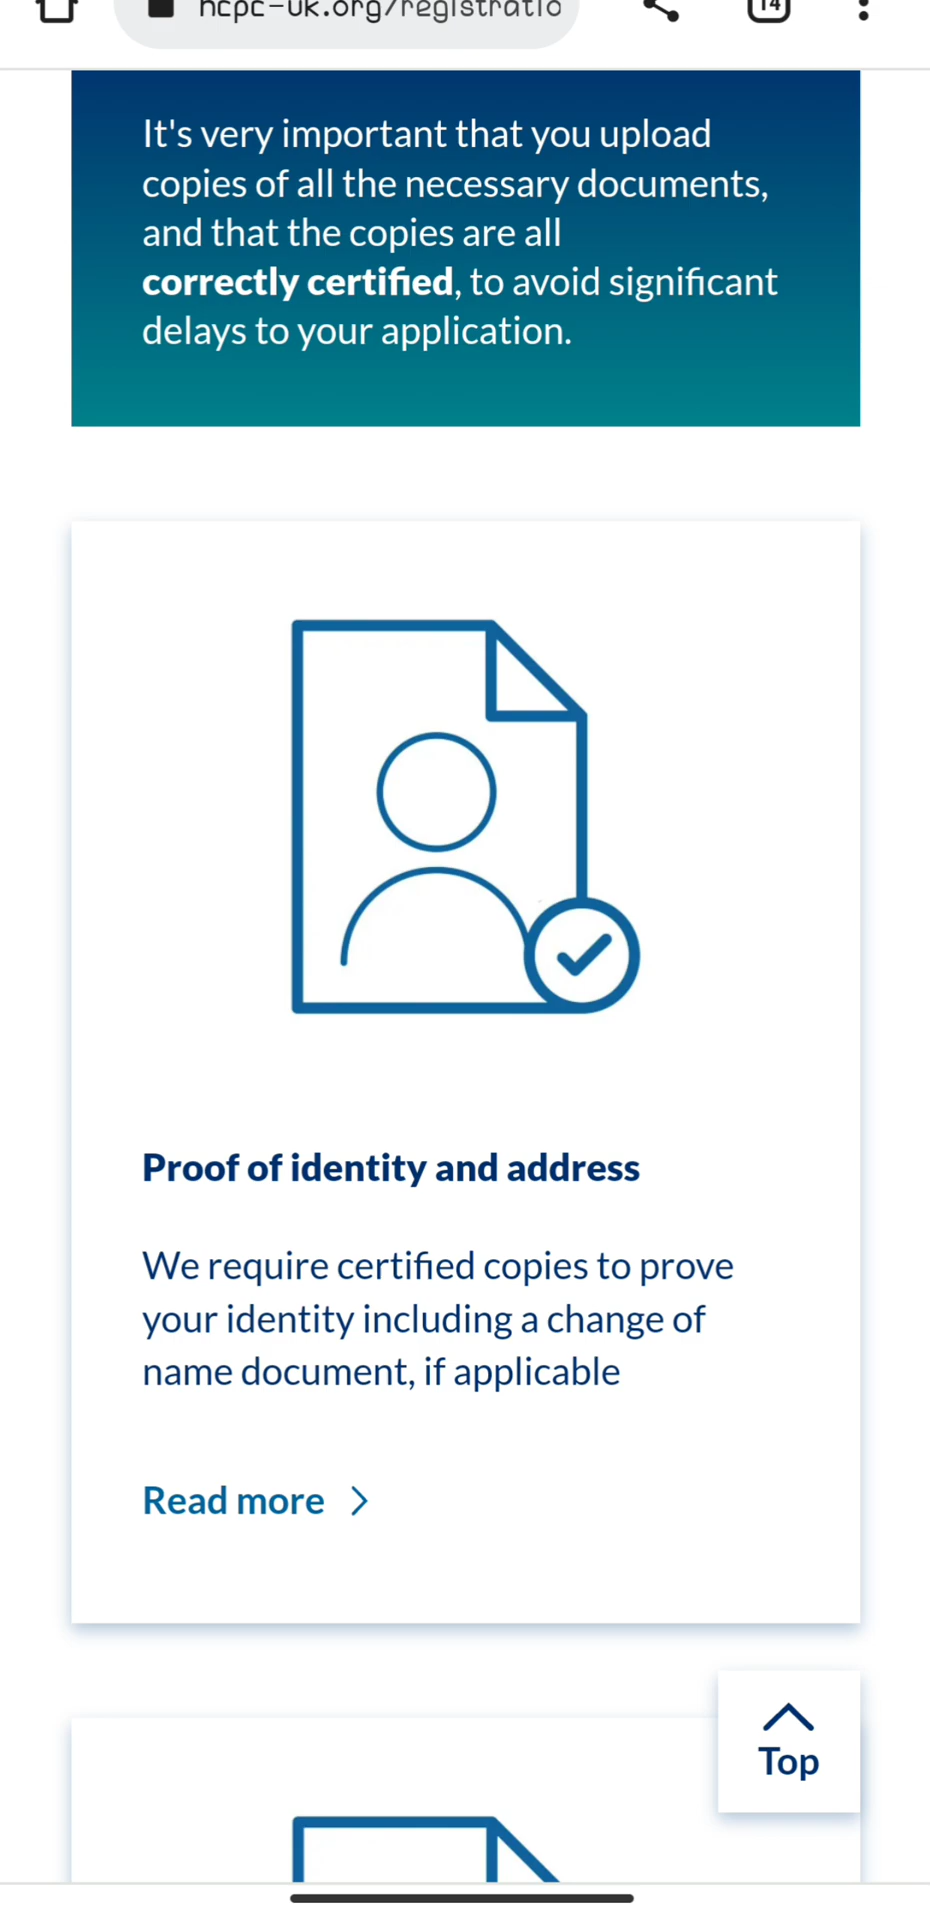 hcpc-uk.org/registratio
14
It's very important that you upload
copies of all the necessary documents,
and that the copies are all
correctly certified, to avoid significant
delays to your application.
Proof of identity and address
We require certified copies to prove
your identity including a change of
name document, if applicable
Read more
Top